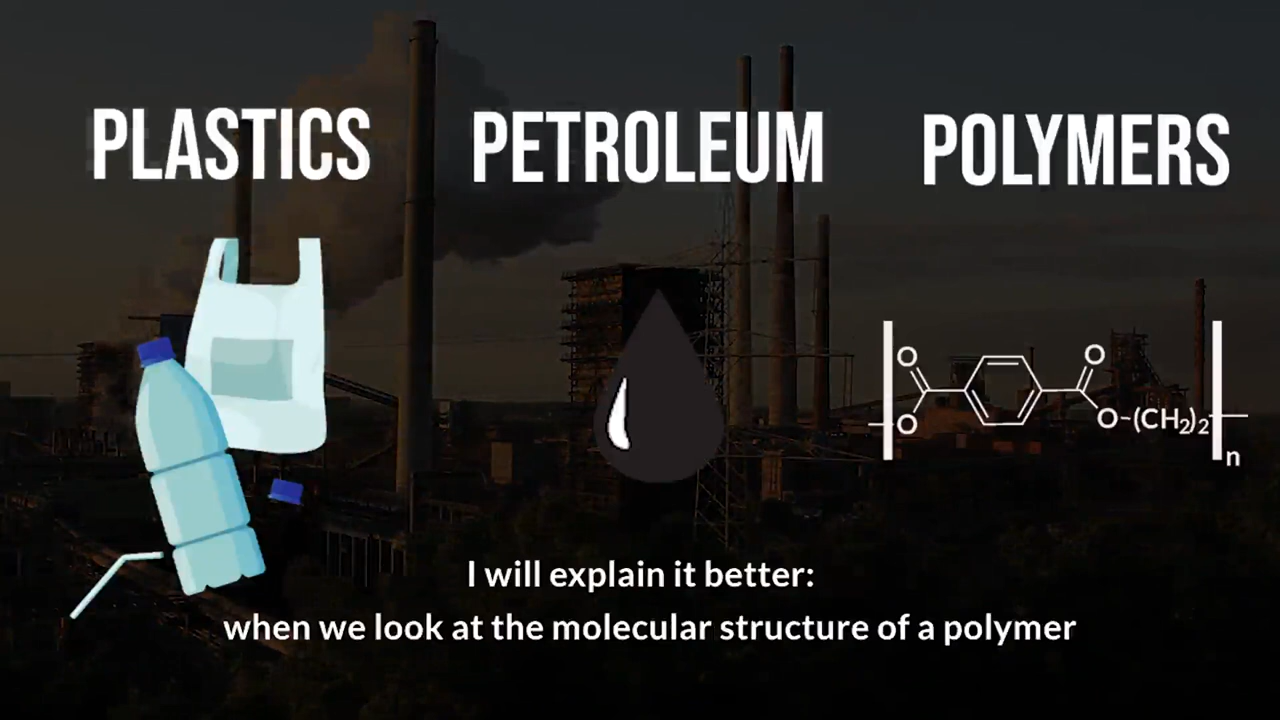 PLASTICS PETROLEUM POLYMERS
O O
O O-(CH₂)₂
n
I will explain it better:
when we look at the molecular structure of a polymer